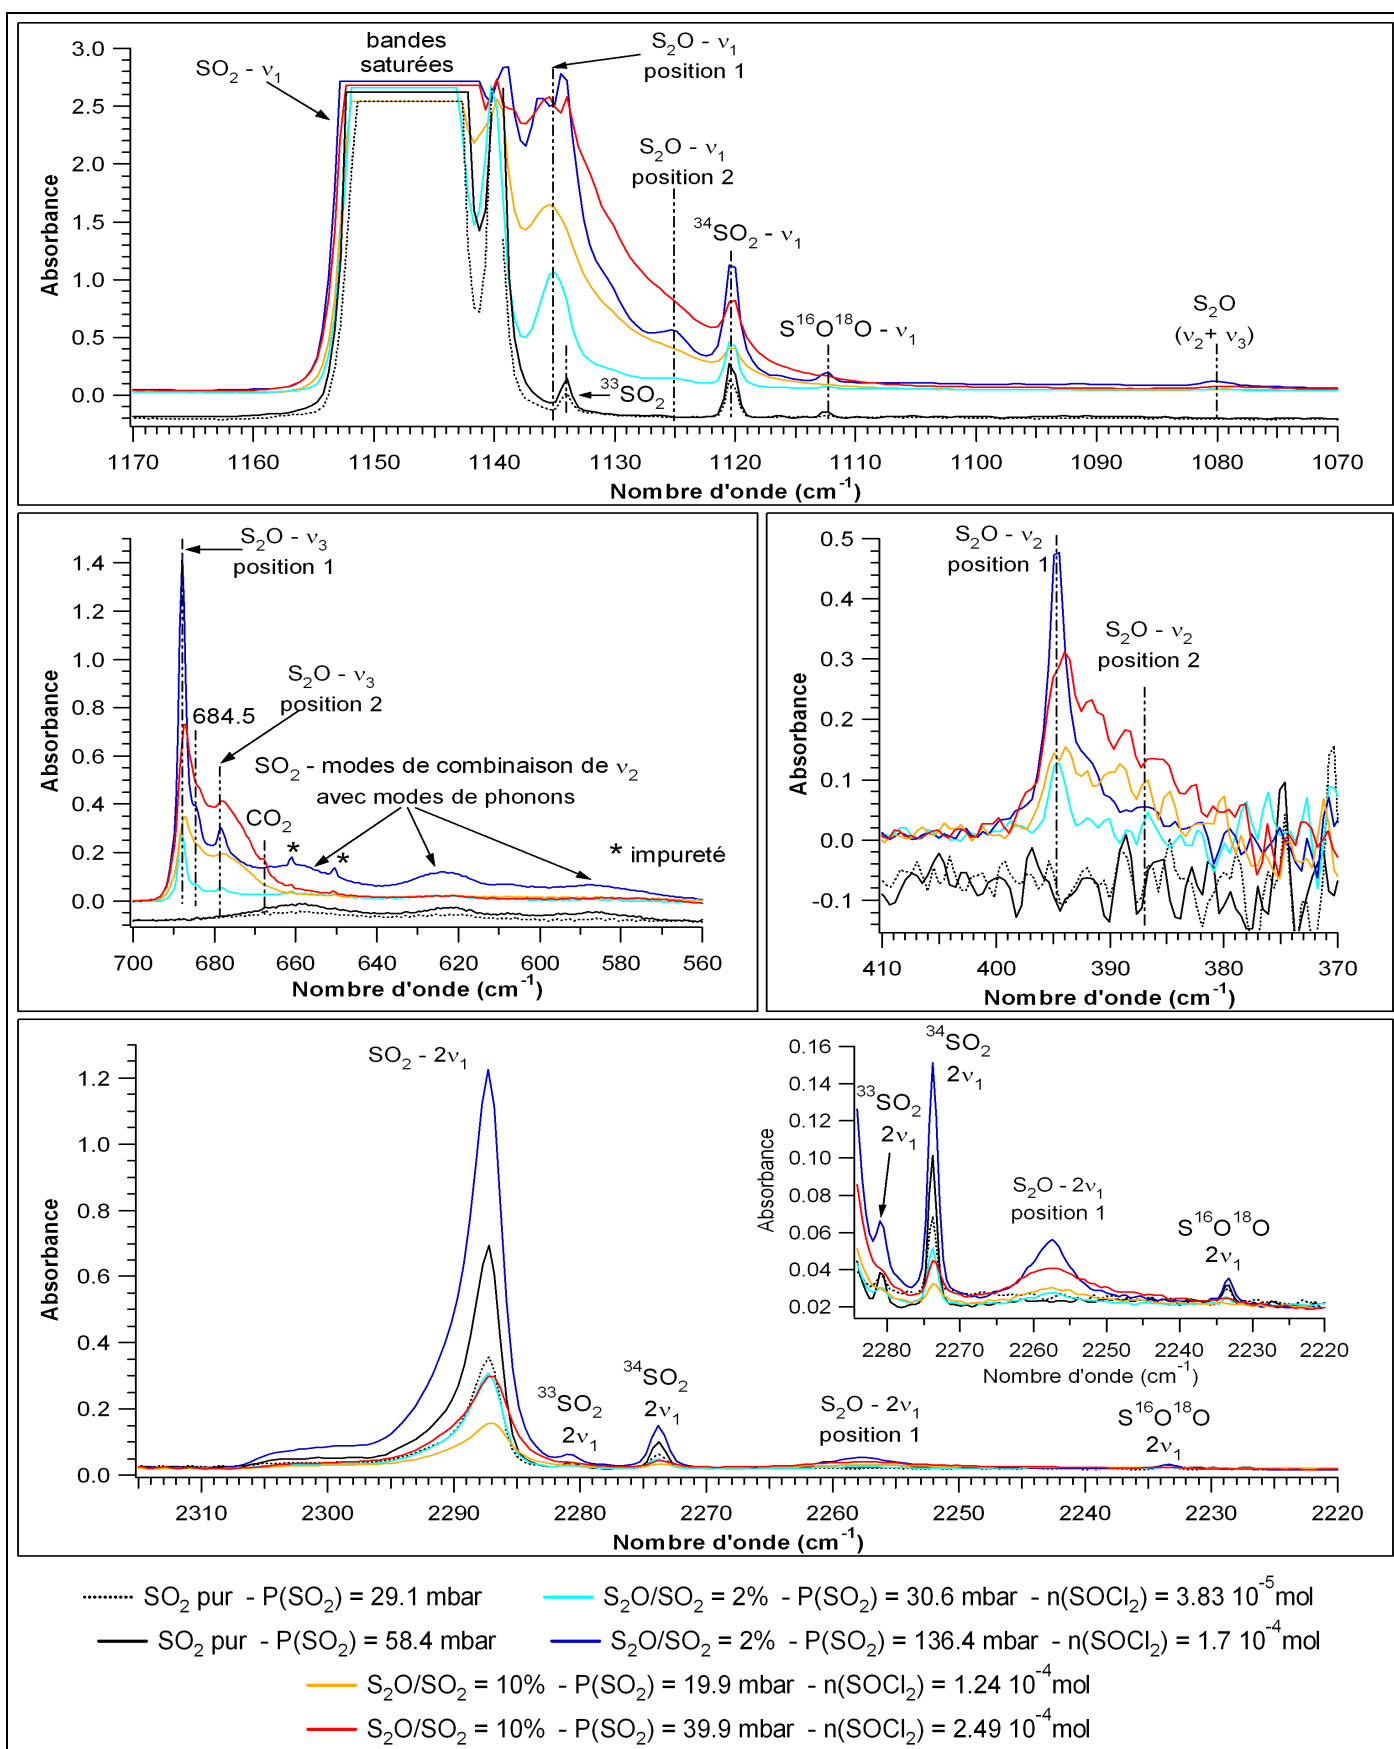 bandes
saturées
SO₂ - ν₁
S₂O - ν₁
position 1
S₂O - ν₁
position 2
³⁴SO₂ - ν₁
S¹⁶O¹⁸O - ν₁
S₂O
(ν₂+ ν₃)
³³SO₂
Absorbance
3.0
2.5
2.0
1.5
1.0
0.5
0.0
1170 1160 1150 1140 1130 1120 1110 1100 1090 1080 1070
Nombre d'onde (cm⁻¹)
S₂O - ν₃
position 1
684.5
S₂O - ν₃
position 2
SO₂ - modes de combinaison de ν₂
avec modes de phonons
CO₂
*
*
* impureté
Absorbance
1.4
1.2
1.0
0.8
0.6
0.4
0.2
0.0
700 680 660 640 620 600 580 560
Nombre d'onde (cm⁻¹)
S₂O - ν₂
position 1
S₂O - ν₂
position 2
Absorbance
0.5
0.4
0.3
0.2
0.1
0.0
-0.1
410 400 390 380 370
Nombre d'onde (cm⁻¹)
SO₂ - 2ν₁
³³SO₂
2ν₁
³⁴SO₂
2ν₁
S₂O - 2ν₁
position 1
S¹⁶O¹⁸O
2ν₁
Absorbance
1.2
1.0
0.8
0.6
0.4
0.2
0.0
2310 2300 2290 2280 2270 2260 2250 2240 2230 2220
Nombre d'onde (cm⁻¹)
³⁴SO₂
2ν₁
³³SO₂
2ν₁
S₂O - 2ν₁
position 1
S¹⁶O¹⁸O
2ν₁
Absorbance
0.16
0.14
0.12
0.10
0.08
0.06
0.04
0.02
2280 2270 2260 2250 2240 2230 2220
Nombre d'onde (cm⁻¹)
SO₂ pur - P(SO₂) = 29.1 mbar
S₂O/SO₂ = 2% - P(SO₂) = 30.6 mbar - n(SOCl₂) = 3.83 10⁻⁵mol
SO₂ pur - P(SO₂) = 58.4 mbar
S₂O/SO₂ = 2% - P(SO₂) = 136.4 mbar - n(SOCl₂) = 1.7 10⁻⁴mol
S₂O/SO₂ = 10% - P(SO₂) = 19.9 mbar - n(SOCl₂) = 1.24 10⁻⁴mol
S₂O/SO₂ = 10% - P(SO₂) = 39.9 mbar - n(SOCl₂) = 2.49 10⁻⁴mol